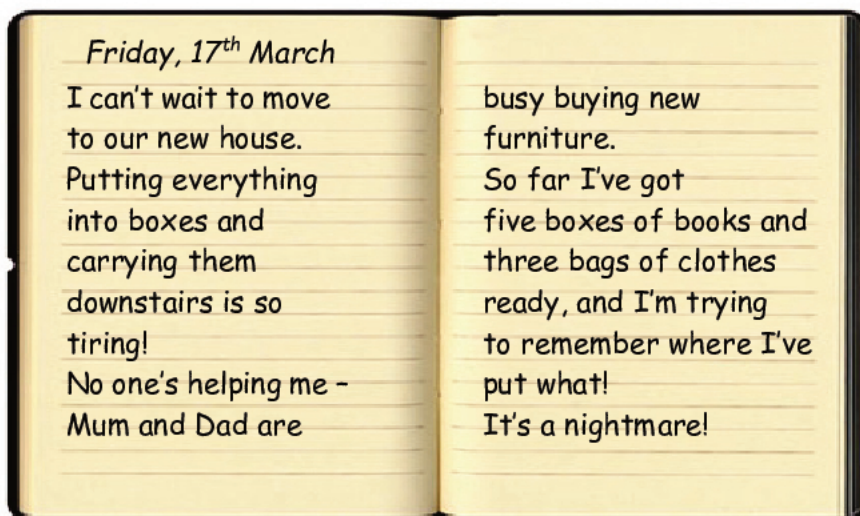 Friday, 17th March
I can't wait to move
to our new house.
Putting everything
into boxes and
carrying them
downstairs is so
tiring!
No one's helping me –
Mum and Dad are
busy buying new
furniture.
So far I've got
five boxes of books and
three bags of clothes
ready, and I'm trying
to remember where I've
put what!
It's a nightmare!